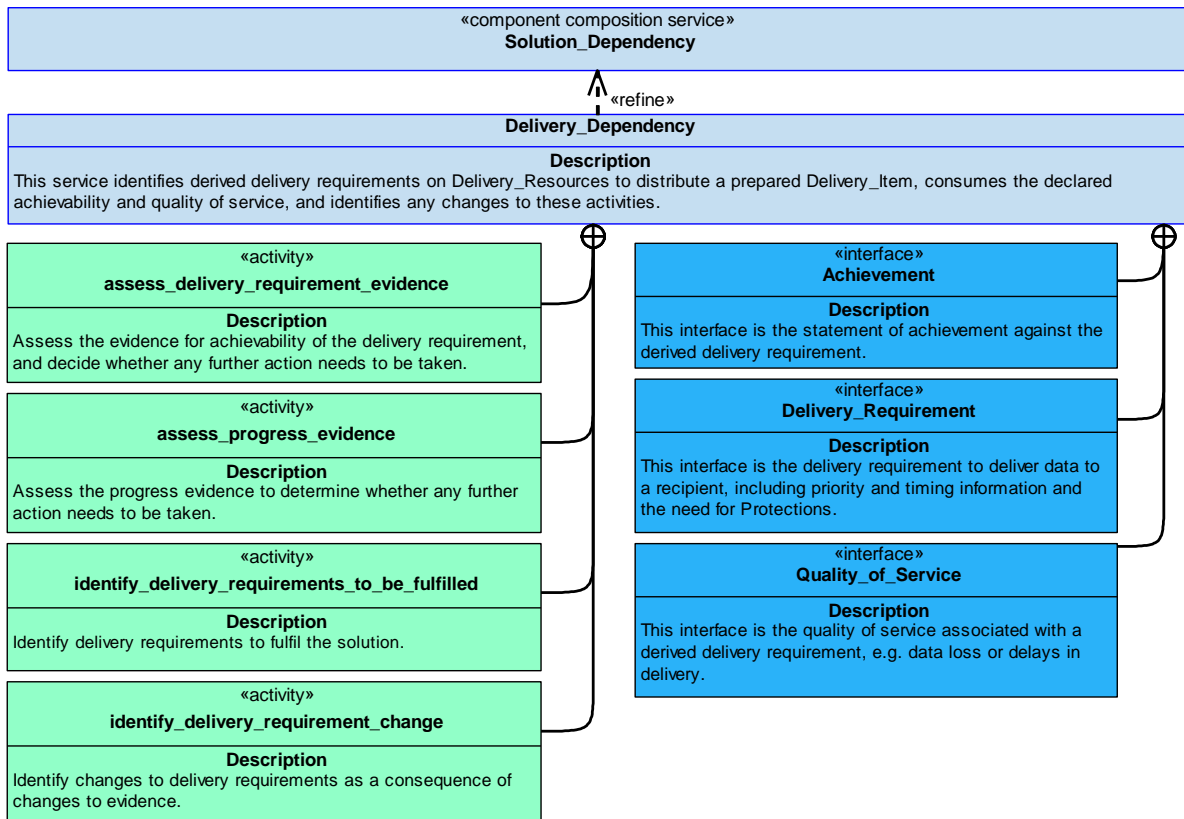 «component composition service»
Solution_Dependency
«refine»
Delivery_Dependency
Description
This service identifies derived delivery requirements on Delivery_Resources to distribute a prepared Delivery_Item, consumes the declared
achievability and quality of service, and identifies any changes to these activities.
«activity»
assess_delivery_requirement_evidence
Description
Assess the evidence for achievability of the delivery requirement,
and decide whether any further action needs to be taken.
«activity»
assess_progress_evidence
Description
Assess the progress evidence to determine whether any further
action needs to be taken.
«activity»
identify_delivery_requirements_to_be_fulfilled
Description
Identify delivery requirements to fulfil the solution.
«activity»
identify_delivery_requirement_change
Description
Identify changes to delivery requirements as a consequence of
changes to evidence.
«interface»
Achievement
Description
This interface is the statement of achievement against the
derived delivery requirement.
«interface»
Delivery_Requirement
Description
This interface is the delivery requirement to deliver data to
a recipient, including priority and timing information and
the need for Protections.
«interface»
Quality_of_Service
Description
This interface is the quality of service associated with a
derived delivery requirement, e.g. data loss or delays in
delivery.